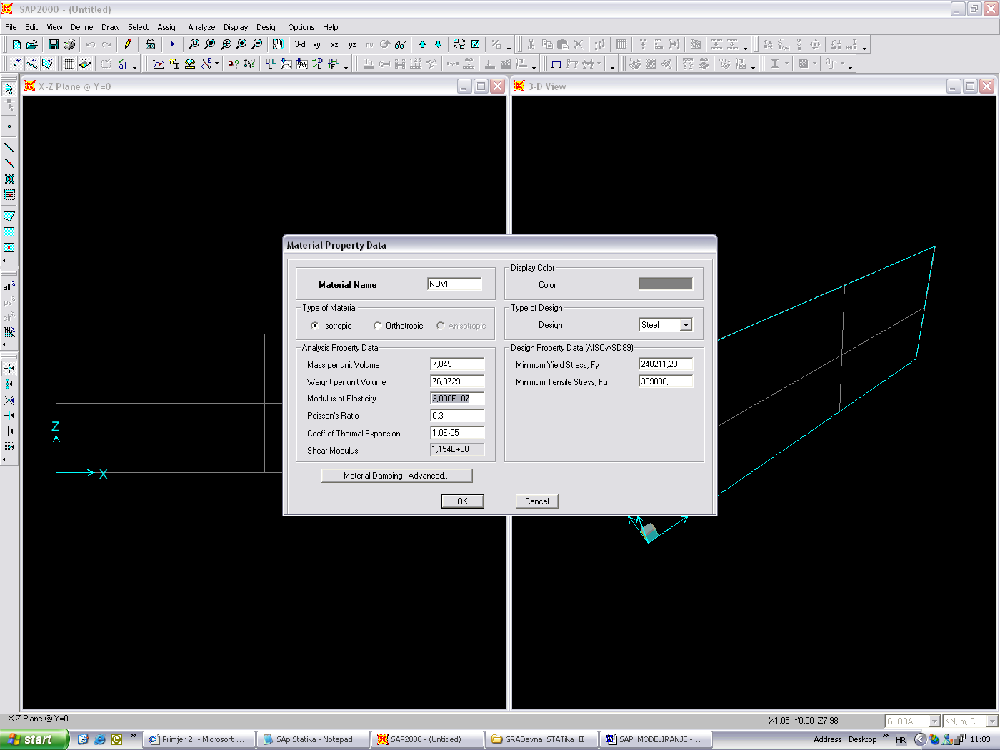 SAP2000 - (Untitled)
File Edit View Define Draw Select Assign Analyze Display Design Options Help
3-d xy xz yz nv
all
X-Z Plane @ Y=0
3-D View
all
ps
clr
Z
X
Material Property Data
Material Name NOVI
Display Color
Color
Type of Material
Isotropic Orthotropic Anisotropic
Type of Design
Design Steel
Analysis Property Data
Mass per unit Volume 7,849
Weight per unit Volume 76,9729
Modulus of Elasticity 3,000E+07
Poisson's Ratio 0,3
Coeff of Thermal Expansion 1,0E-05
Shear Modulus 1,154E+08
Design Property Data (AISC-ASD89)
Minimum Yield Stress, Fy 248211,28
Minimum Tensile Stress, Fu 399896,
Material Damping - Advanced...
OK Cancel
X-Z Plane @ Y=0
X1,05 Y0,00 Z7,98
GLOBAL
KN, m, C
start
Primjer 2. - Microsoft ...
SAp Statika - Notepad
SAP2000 - (Untitled)
GRADevna STATika II
SAP MODELIRANJE -...
Address Desktop
HR
11:03